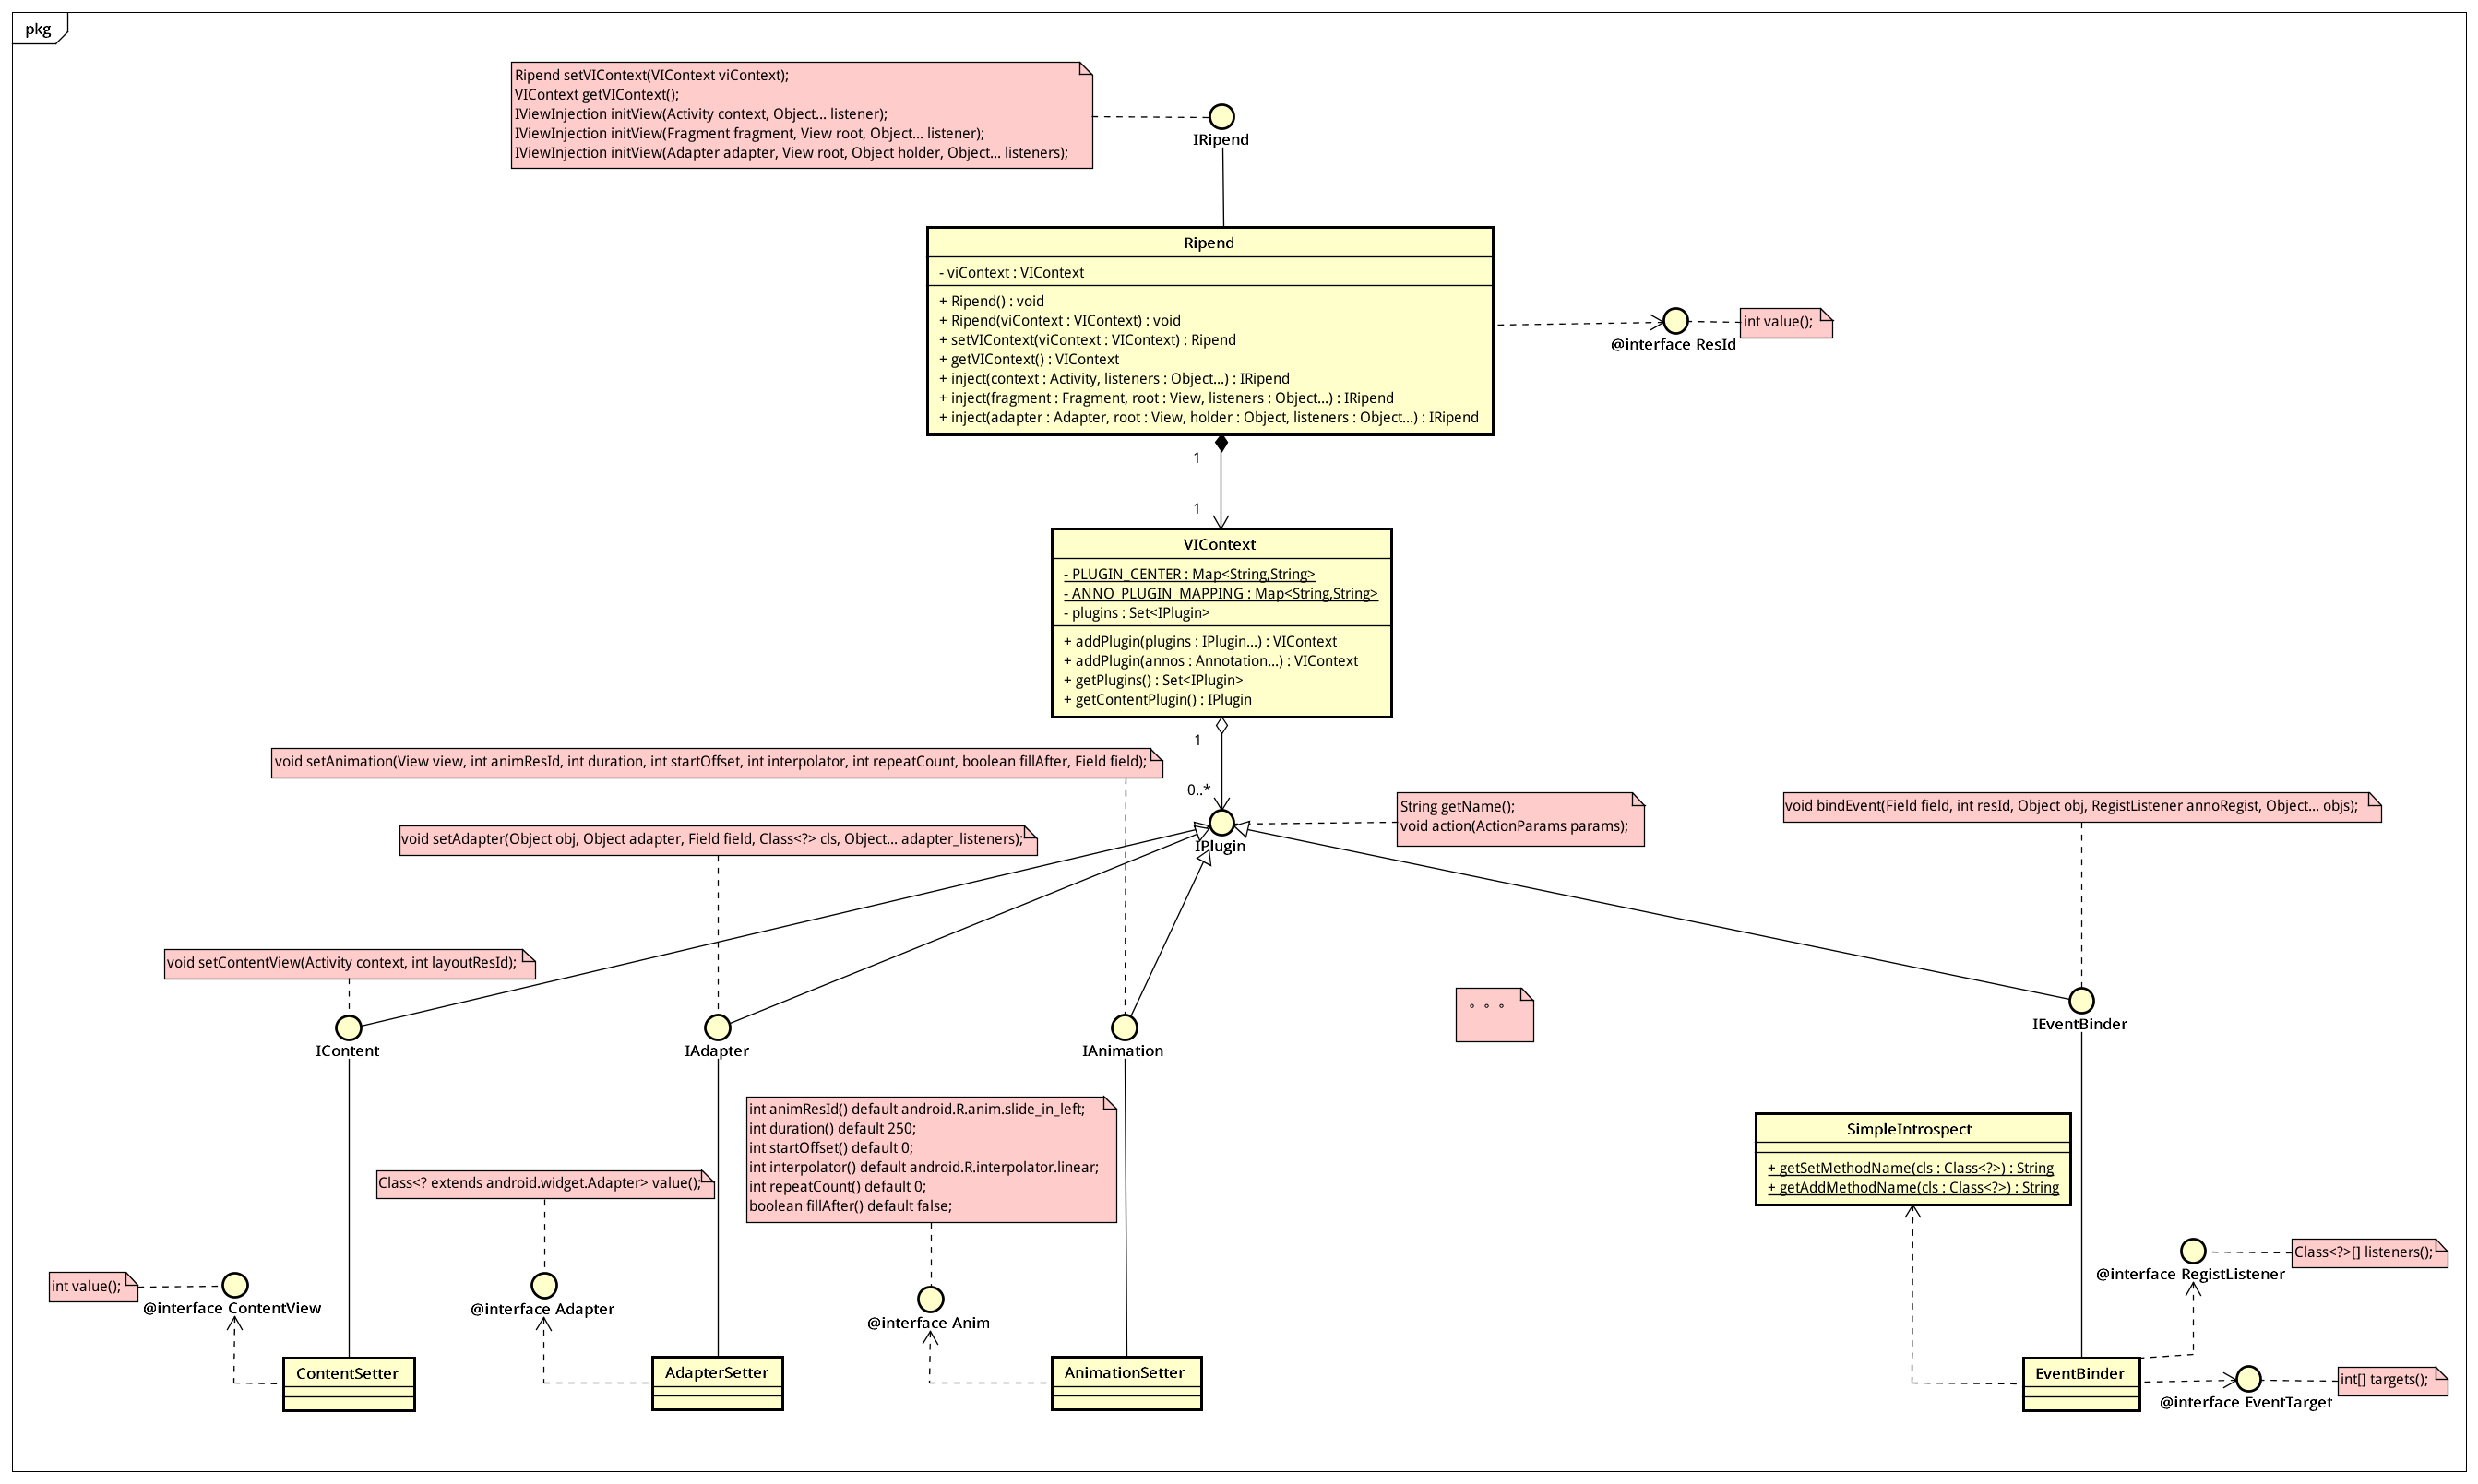 pkg
Ripend setVIContext(VIContext viContext);
VIContext getVIContext();
IViewInjection initView(Activity context, Object... listener);
IViewInjection initView(Fragment fragment, View root, Object... listener);
IViewInjection initView(Adapter adapter, View root, Object holder, Object... listeners);
IRipend
Ripend
- viContext : VIContext
+ Ripend() : void
+ Ripend(viContext : VIContext) : void
+ setVIContext(viContext : VIContext) : Ripend
+ getVIContext() : VIContext
+ inject(context : Activity, listeners : Object...) : IRipend
+ inject(fragment : Fragment, root : View, listeners : Object...) : IRipend
+ inject(adapter : Adapter, root : View, holder : Object, listeners : Object...) : IRipend
int value();
@interface ResId
1
1
VIContext
- PLUGIN_CENTER : Map<String,String>
- ANNO_PLUGIN_MAPPING : Map<String,String>
- plugins : Set<IPlugin>
+ addPlugin(plugins : IPlugin...) : VIContext
+ addPlugin(annos : Annotation...) : VIContext
+ getPlugins() : Set<IPlugin>
+ getContentPlugin() : IPlugin
1
0..*
void setAnimation(View view, int animResId, int duration, int startOffset, int interpolator, int repeatCount, boolean fillAfter, Field field);
String getName();
void action(ActionParams params);
void bindEvent(Field field, int resId, Object obj, RegistListener annoRegist, Object... objs);
void setAdapter(Object obj, Object adapter, Field field, Class<?> cls, Object... adapter_listeners);
IPlugin
void setContentView(Activity context, int layoutResId);
。。。
IContent
IAdapter
IAnimation
IEventBinder
int animResId() default android.R.anim.slide_in_left;
int duration() default 250;
int startOffset() default 0;
int interpolator() default android.R.interpolator.linear;
int repeatCount() default 0;
boolean fillAfter() default false;
SimpleIntrospect
+ getSetMethodName(cls : Class<?>) : String
+ getAddMethodName(cls : Class<?>) : String
Class<? extends android.widget.Adapter> value();
Class<?>[] listeners();
@interface RegistListener
int value();
@interface ContentView
@interface Adapter
@interface Anim
ContentSetter
AdapterSetter
AnimationSetter
EventBinder
int[] targets();
@interface EventTarget